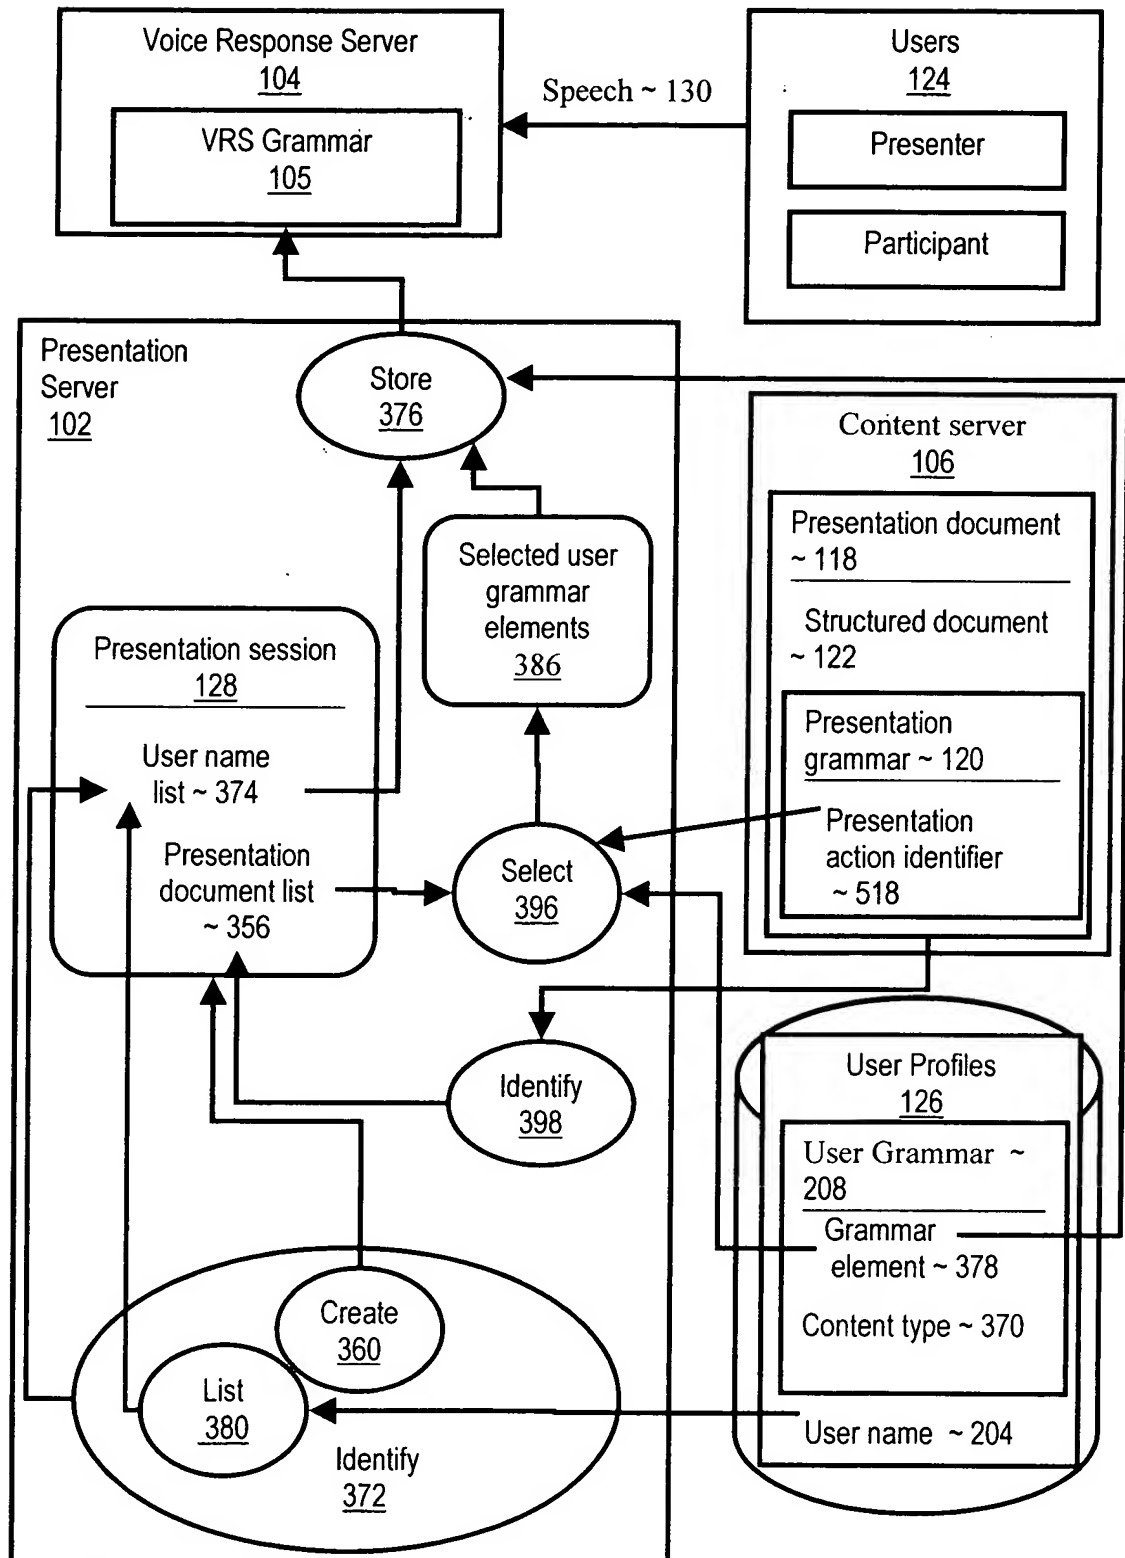 Voice Response Server
104
VRS Grammar
105
Speech ~ 130
Users
124
Presenter
Participant
Presentation
Server
102
Store
376
Selected user
grammar
elements
386
Presentation session
128
User name
list ~ 374
Presentation
document list
~ 356
Select
396
Identify
398
Create
360
List
380
Identify
372
Content server
106
Presentation document
~ 118
Structured document
~ 122
Presentation
grammar ~ 120
Presentation
action identifier
~ 518
User Profiles
126
User Grammar ~
208
Grammar
element ~ 378
Content type ~ 370
User name ~ 204